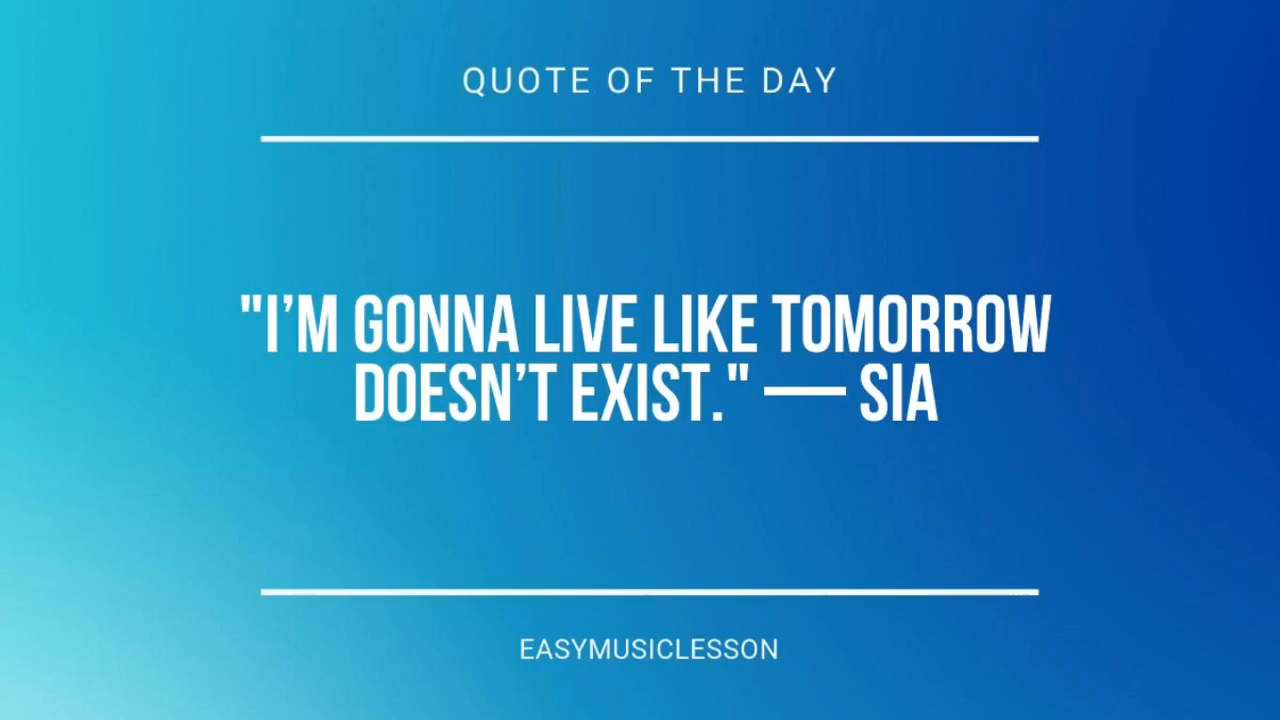 QUOTE OF THE DAY
"I’M GONNA LIVE LIKE TOMORROW
DOESN’T EXIST." — SIA
EASYMUSICLESSON